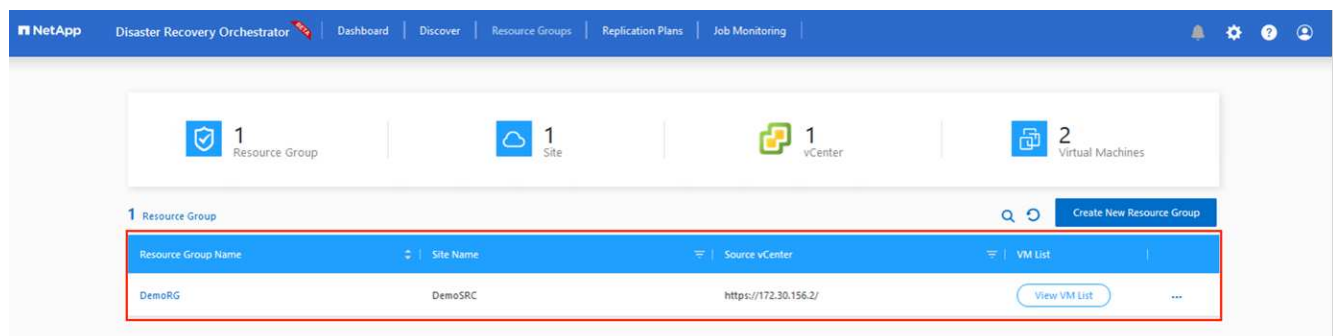 NetApp Disaster Recovery Orchestrator BETA Dashboard Discover Resource Groups Replication Plans Job Monitoring
1
Resource Group
1
Site
1
vCenter
2
Virtual Machines
1 Resource Group Create New Resource Group
Resource Group Name Site Name Source vCenter VM List
DemoRG DemoSRC https://172.30.156.2/ View VM List ...